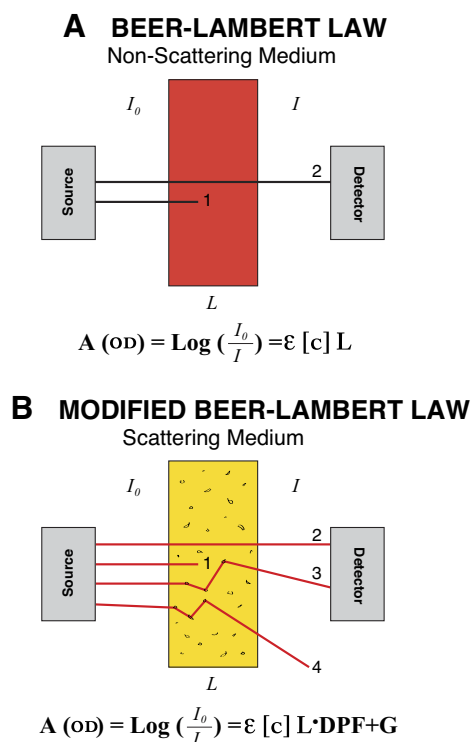 A BEER-LAMBERT LAW
Non-Scattering Medium
I₀ I
Source
1
2
Detector
L
A (OD) = Log (I₀/I) = ε [c] L
B MODIFIED BEER-LAMBERT LAW
Scattering Medium
I₀ I
Source
1
2
3
4
Detector
L
A (OD) = Log (I₀/I) = ε [c] L·DPF+G